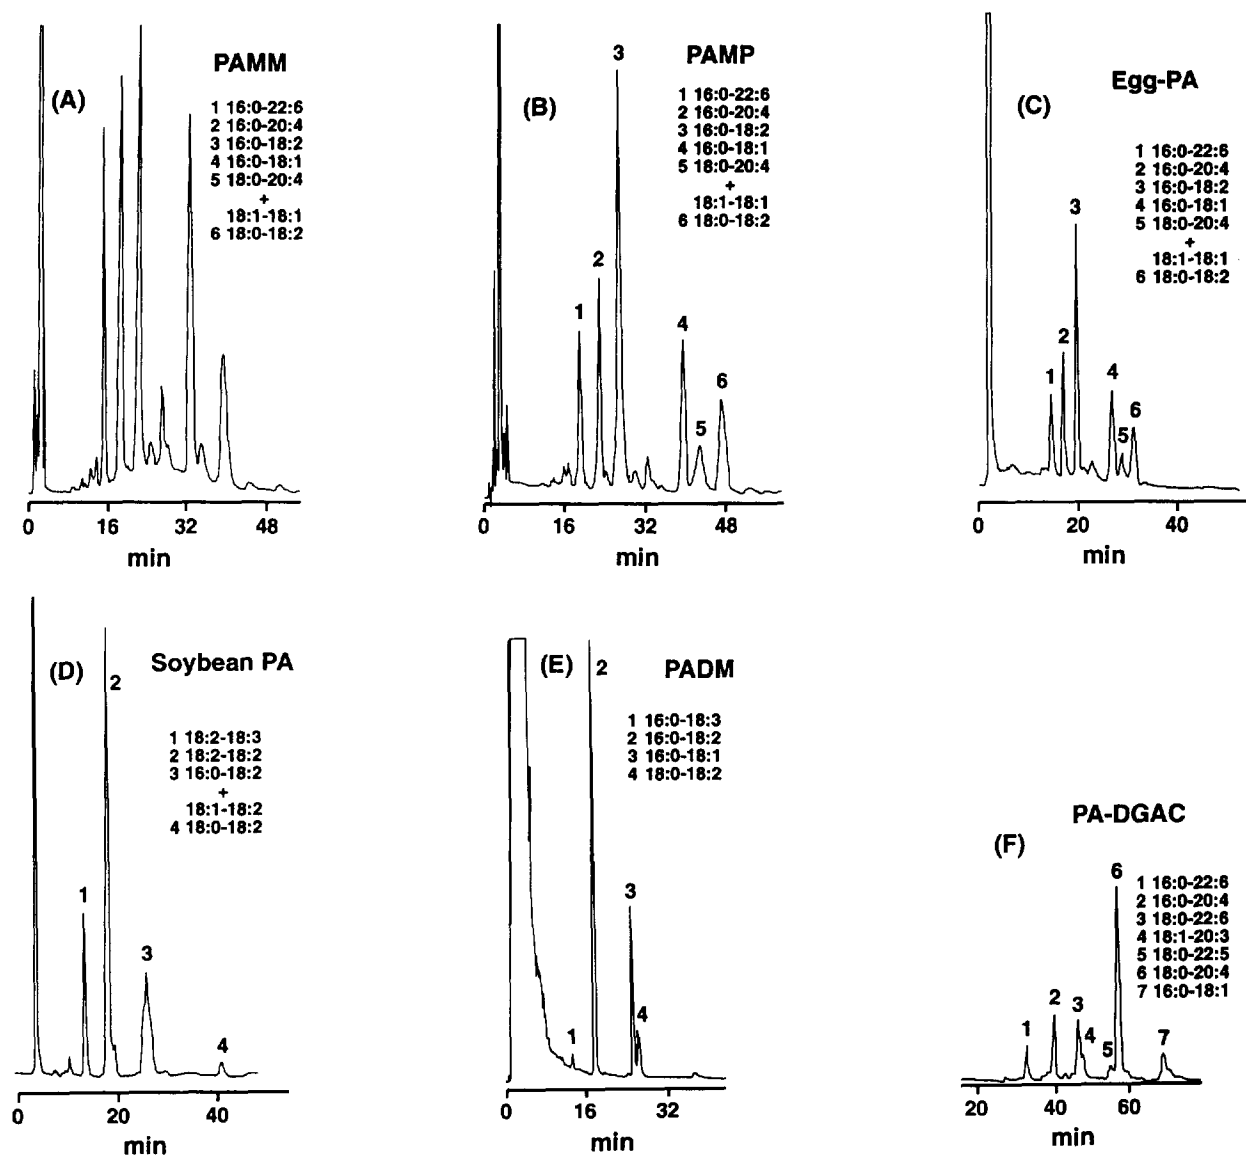 (A)
PAMM
1 16:0-22:6
2 16:0-20:4
3 16:0-18:2
4 16:0-18:1
5 18:0-20:4
+
18:1-18:1
6 18:0-18:2
0 16 32 48
min
(B)
PAMP
1 16:0-22:6
2 16:0-20:4
3 16:0-18:2
4 16:0-18:1
5 18:0-20:4
+
18:1-18:1
6 18:0-18:2
1 2 3 4 5 6
0 16 32 48
min
(C)
Egg-PA
1 16:0-22:6
2 16:0-20:4
3 16:0-18:2
4 16:0-18:1
5 18:0-20:4
+
18:1-18:1
6 18:0-18:2
1 2 3 4 5 6
0 20 40
min
(D)
Soybean PA
1 18:2-18:3
2 18:2-18:2
3 16:0-18:2
+
18:1-18:2
4 18:0-18:2
1 2 3 4
0 20 40
min
(E)
PADM
1 16:0-18:3
2 16:0-18:2
3 16:0-18:1
4 18:0-18:2
1 2 3 4
0 16 32
min
(F)
PA-DGAC
1 16:0-22:6
2 16:0-20:4
3 18:0-22:6
4 18:1-20:3
5 18:0-22:5
6 18:0-20:4
7 16:0-18:1
1 2 3 4 5 6 7
20 40 60
min